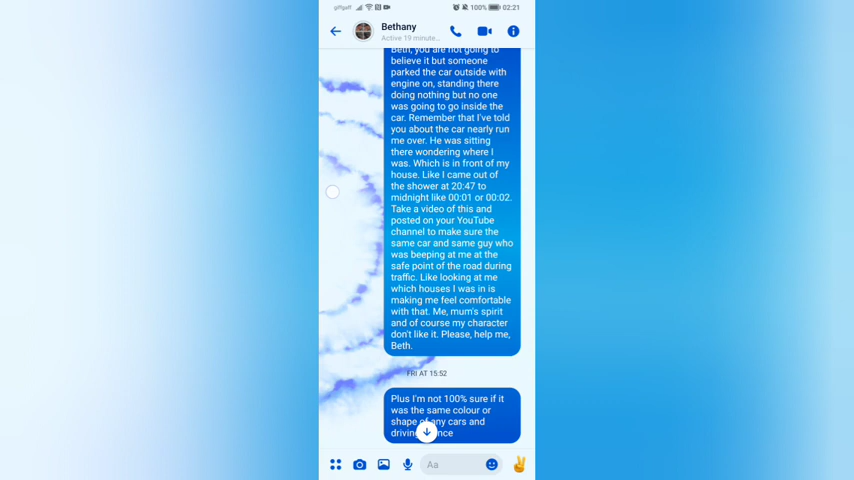 giffgaff 100% 02:21
Bethany
Active 19 minute...
Beth, you are not going to
believe it but someone
parked the car outside with
engine on, standing there
doing nothing but no one
was going to go inside the
car. Remember that I've told
you about the car nearly run
me over. He was sitting
there wondering where I
was. Which is in front of my
house. Like I came out of
the shower at 20:47 to
midnight like 00:01 or 00:02.
Take a video of this and
posted on your YouTube
channel to make sure the
same car and same guy who
was beeping at me at the
safe point of the road during
traffic. Like looking at me
which houses I was in is
making me feel comfortable
with that. Me, mum's spirit
and of course my character
don't like it. Please, help me,
Beth.
FRI AT 15:52
Plus I'm not 100% sure if it
was the same colour or
shape of any cars and
Aa